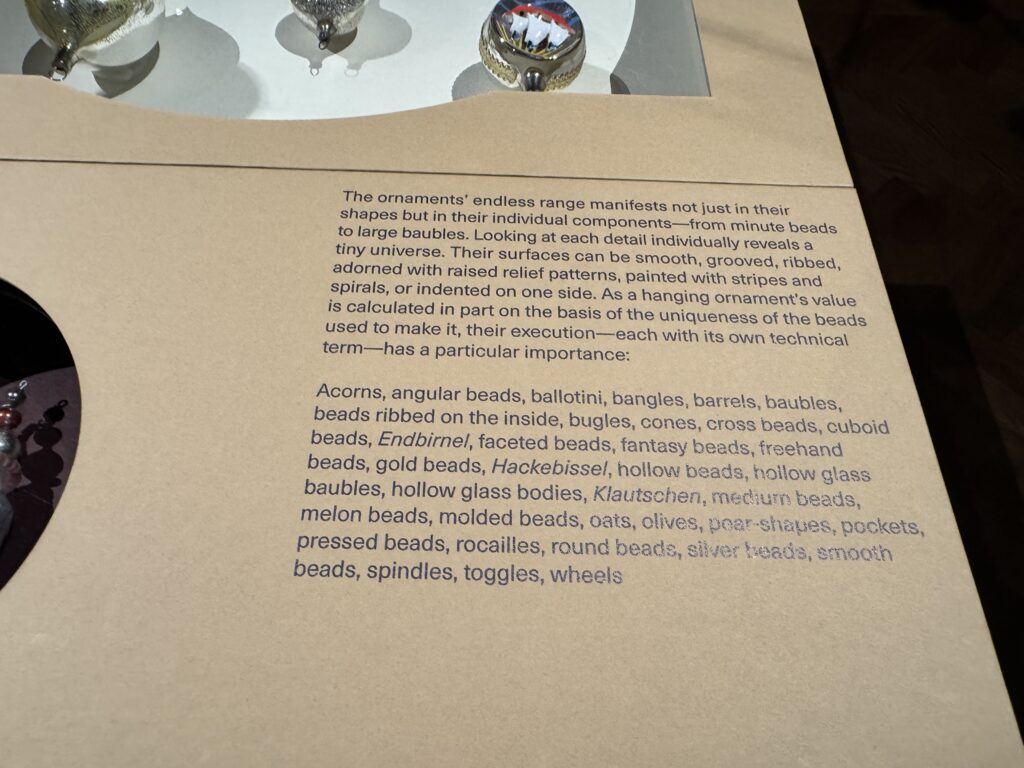 The ornaments' endless range manifests not just in their
shapes but in their individual components—from minute beads
to large baubles. Looking at each detail individually reveals a
tiny universe. Their surfaces can be smooth, grooved, ribbed,
adorned with raised relief patterns, painted with stripes and
spirals, or indented on one side. As a hanging ornament's value
is calculated in part on the basis of the uniqueness of the beads
used to make it, their execution—each with its own technical
term—has a particular importance:
Acorns, angular beads, ballotini, bangles, barrels, baubles,
beads ribbed on the inside, bugles, cones, cross beads, cuboid
beads, Endbirnel, faceted beads, fantasy beads, freehand
beads, gold beads, Hackebissel, hollow beads, hollow glass
baubles, hollow glass bodies, Klautschen, medium beads,
melon beads, molded beads, oats, olives, pear-shapes, pockets,
pressed beads, rocailles, round beads, silver beads, smooth
beads, spindles, toggles, wheels